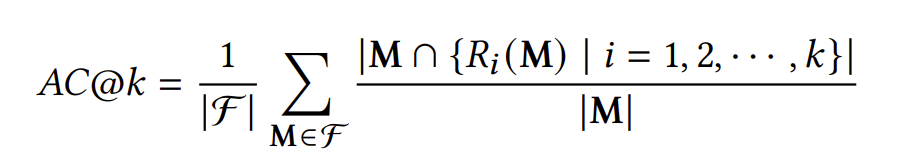 AC@k = \frac{1}{|\mathcal{F}|} \sum_{\mathbf{M} \in \mathcal{F}} \frac{|\mathbf{M} \cap \{R_i(\mathbf{M}) \mid i = 1, 2, \cdots, k\}|}{|\mathbf{M}|}